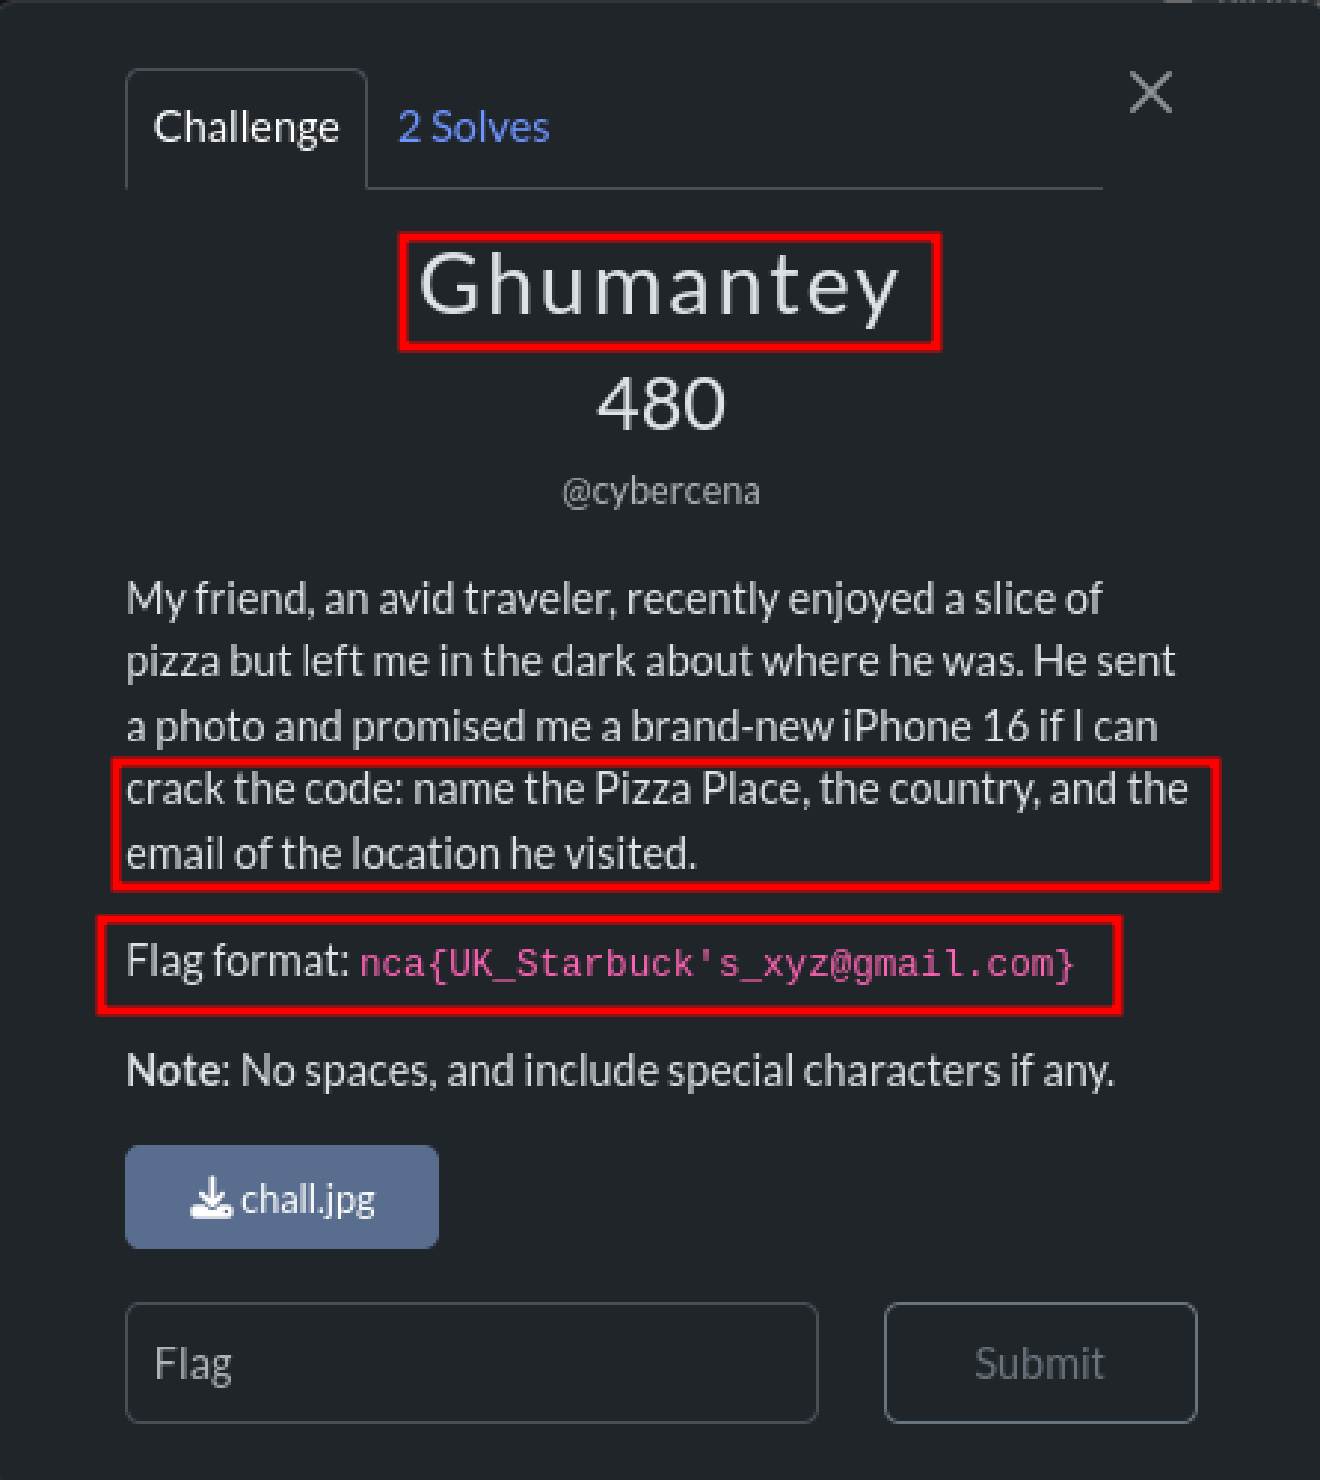 Challenge
2 Solves
Ghumantey
480
@cybercena
My friend, an avid traveler, recently enjoyed a slice of
pizza but left me in the dark about where he was. He sent
a photo and promised me a brand-new iPhone 16 if I can
crack the code: name the Pizza Place, the country, and the
email of the location he visited.
Flag format: nca{UK_Starbuck's_xyz@gmail.com}
Note: No spaces, and include special characters if any.
chall.jpg
Flag
Submit